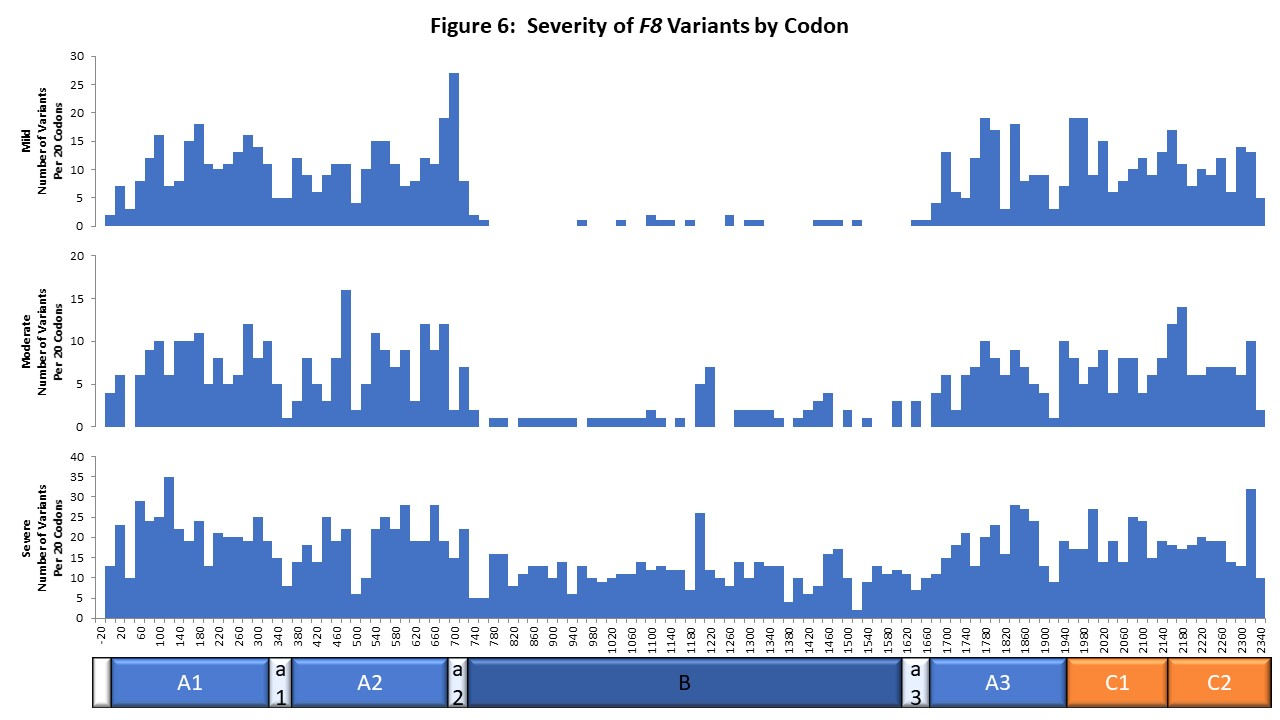 Figure 6: Severity of F8 Variants by Codon
Mild
Number of Variants
Per 20 Codons
30
25
20
15
10
5
0
Moderate
Number of Variants
Per 20 Codons
20
15
10
5
0
Severe
Number of Variants
Per 20 Codons
40
35
30
25
20
15
10
5
0
-20 20 60 100 140 180 220 260 300 340 380 420 460 500 540 580 620 660 700 740 780 820 860 900 940 980 1020 1060 1100 1140 1180 1220 1260 1300 1340 1380 1420 1460 1500 1540 1580 1620 1660 1700 1740 1780 1820 1860 1900 1940 1980 2020 2060 2100 2140 2180 2220 2260 2300 2340
A1 a1 A2 a2 B a3 A3 C1 C2